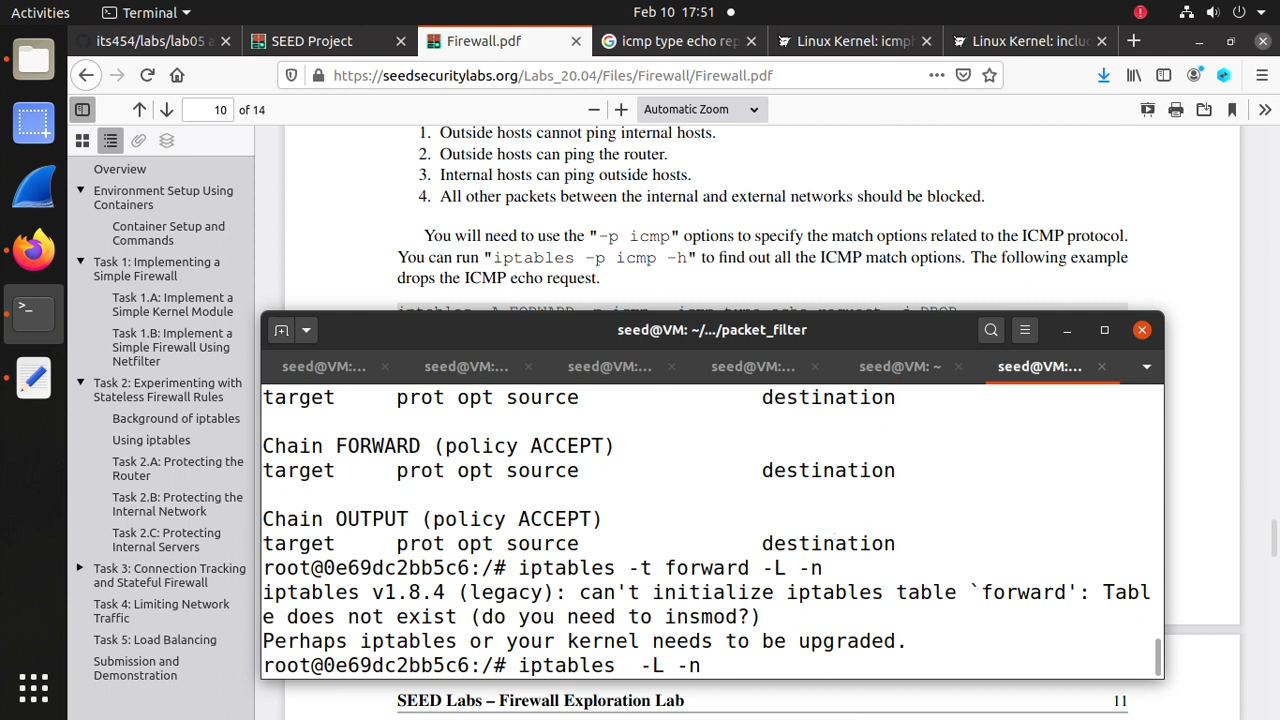 Activities
Terminal
Feb 10 17:51
its454/labs/lab05 a
SEED Project
Firewall.pdf
icmp type echo rep
Linux Kernel: icmph
Linux Kernel: includ
https://seedsecuritylabs.org/Labs_20.04/Files/Firewall/Firewall.pdf
10 of 14
Automatic Zoom
Overview
Environment Setup Using
Containers
Container Setup and
Commands
Task 1: Implementing a
Simple Firewall
Task 1.A: Implement a
Simple Kernel Module
Task 1.B: Implement a
Simple Firewall Using
Netfilter
Task 2: Experimenting with
Stateless Firewall Rules
Background of iptables
Using iptables
Task 2.A: Protecting the
Router
Task 2.B: Protecting the
Internal Network
Task 2.C: Protecting
Internal Servers
Task 3: Connection Tracking
and Stateful Firewall
Task 4: Limiting Network
Traffic
Task 5: Load Balancing
Submission and
Demonstration
1. Outside hosts cannot ping internal hosts.
2. Outside hosts can ping the router.
3. Internal hosts can ping outside hosts.
4. All other packets between the internal and external networks should be blocked.
You will need to use the "-p icmp" options to specify the match options related to the ICMP protocol.
You can run "iptables -p icmp -h" to find out all the ICMP match options. The following example
drops the ICMP echo request.
seed@VM: ~/.../packet_filter
seed@VM:...
seed@VM:...
seed@VM:...
seed@VM:...
seed@VM: ~
seed@VM:...
target prot opt source destination
Chain FORWARD (policy ACCEPT)
target prot opt source destination
Chain OUTPUT (policy ACCEPT)
target prot opt source destination
root@0e69dc2bb5c6:/# iptables -t forward -L -n
iptables v1.8.4 (legacy): can't initialize iptables table `forward': Tabl
e does not exist (do you need to insmod?)
Perhaps iptables or your kernel needs to be upgraded.
root@0e69dc2bb5c6:/# iptables -L -n
SEED Labs – Firewall Exploration Lab 11